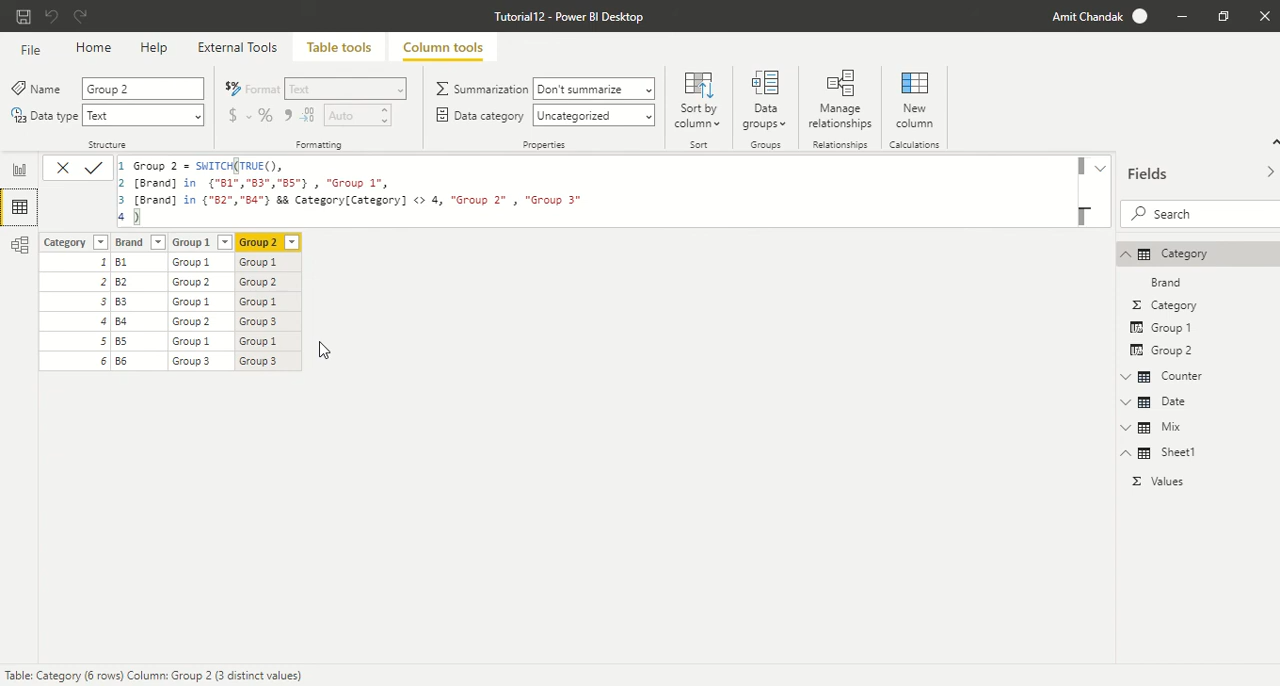 Tutorial12 - Power BI Desktop
Amit Chandak
File Home Help External Tools Table tools Column tools
Name Group 2
Data type Text
Structure
$% Format Text
$ % 9 .00 Auto
Formatting
Summarization Don't summarize
Data category Uncategorized
Properties
Sort by column
Sort
Data groups
Groups
Manage relationships
Relationships
New column
Calculations
1 Group 2 = SWITCH(TRUE(),
2 [Brand] in {"B1","B3","B5"} , "Group 1",
3 [Brand] in {"B2","B4"} && Category[Category] <> 4, "Group 2" , "Group 3"
4 )
Category Brand Group 1 Group 2
1 B1 Group 1 Group 1
2 B2 Group 2 Group 2
3 B3 Group 1 Group 1
4 B4 Group 2 Group 3
5 B5 Group 1 Group 1
6 B6 Group 3 Group 3
Fields
Search
Category
Brand
Σ Category
Group 1
Group 2
Counter
Date
Mix
Sheet1
Σ Values
Table: Category (6 rows) Column: Group 2 (3 distinct values)